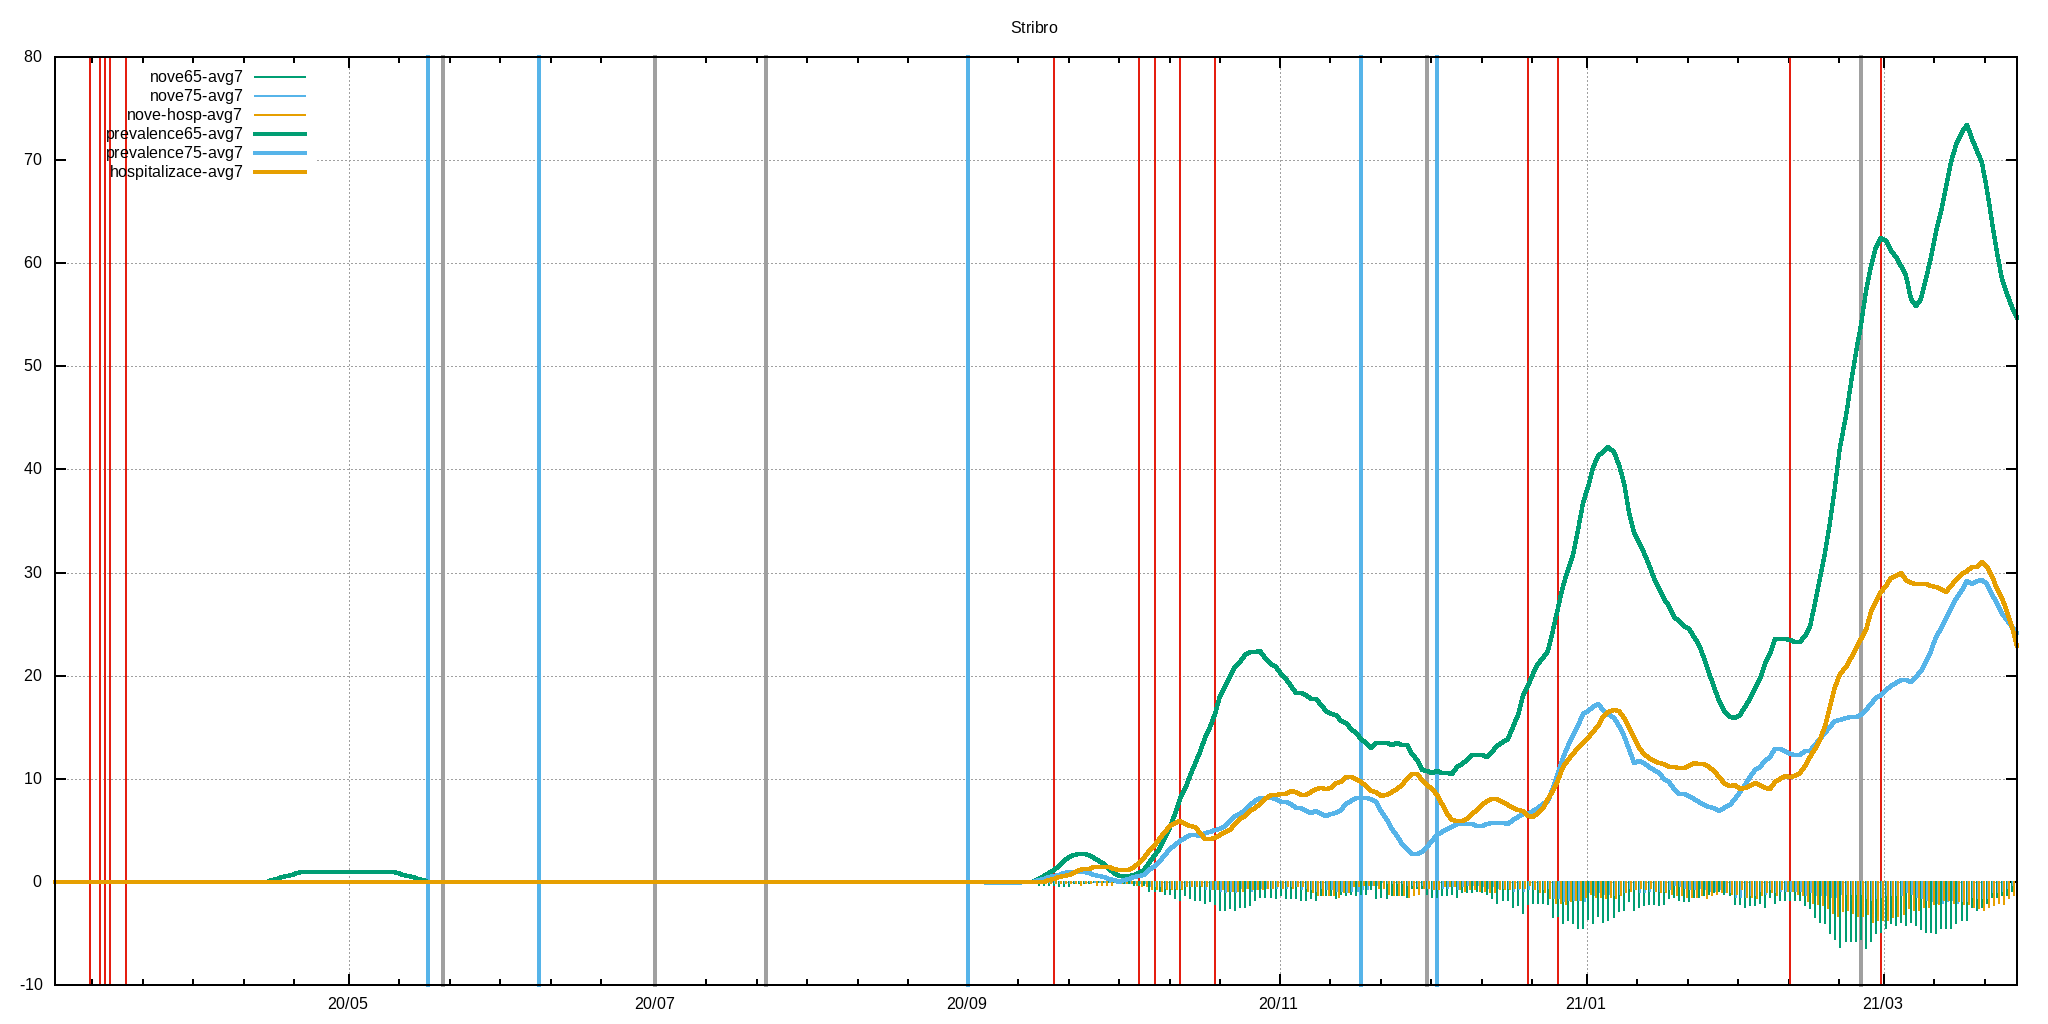 Stribro
80
70
60
50
40
30
20
10
0
-10
nove65-avg7
nove75-avg7
nove-hosp-avg7
prevalence65-avg7
prevalence75-avg7
hospitalizace-avg7
20/05
20/07
20/09
20/11
21/01
21/03